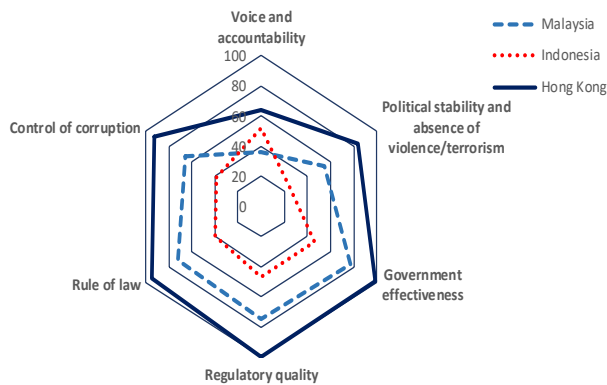 Voice and
accountability
Malaysia
Indonesia
Hong Kong
100
80
60
40
20
0
Political stability and
absence of
violence/terrorism
Control of corruption
Rule of law
Government
effectiveness
Regulatory quality